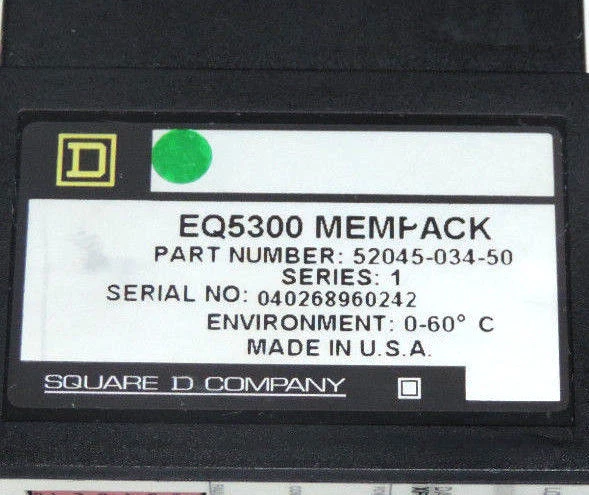 D
EQ5300 MEMPACK
PART NUMBER: 52045-034-50
SERIES: 1
SERIAL NO: 040268960242
ENVIRONMENT: 0-60° C
MADE IN U.S.A.
SQUARE D COMPANY